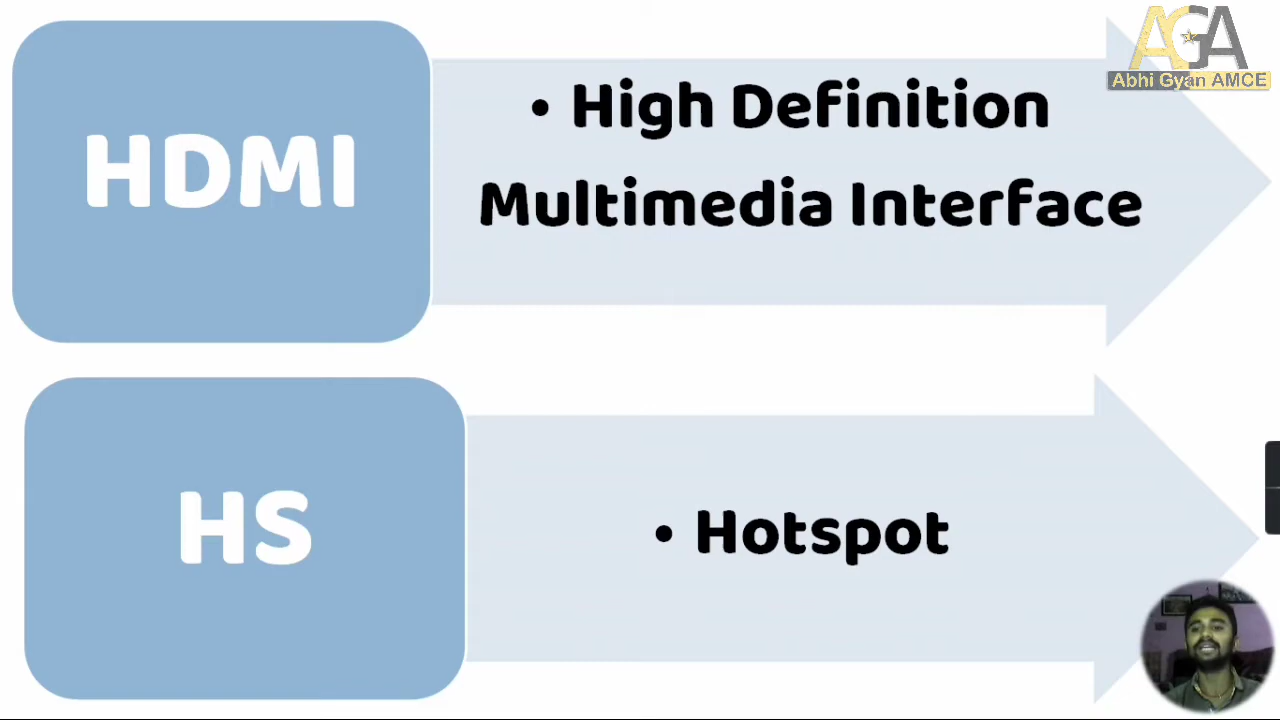 AGA
Abhi Gyan AMCE
HDMI
• High Definition
Multimedia Interface
HS
• Hotspot